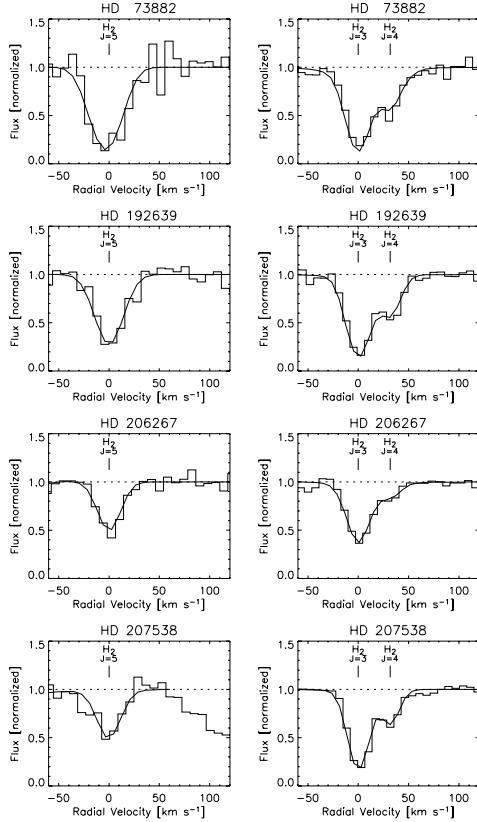 HD 73882
H2
J=5
1.5
1.0
0.5
0.0
Flux [normalized]
-50 0 50 100
Radial Velocity [km s⁻¹]
HD 73882
H2 H2
J=3 J=4
1.5
1.0
0.5
0.0
Flux [normalized]
-50 0 50 100
Radial Velocity [km s⁻¹]
HD 192639
H2
J=5
1.5
1.0
0.5
0.0
Flux [normalized]
-50 0 50 100
Radial Velocity [km s⁻¹]
HD 192639
H2 H2
J=3 J=4
1.5
1.0
0.5
0.0
Flux [normalized]
-50 0 50 100
Radial Velocity [km s⁻¹]
HD 206267
H2
J=5
1.5
1.0
0.5
0.0
Flux [normalized]
-50 0 50 100
Radial Velocity [km s⁻¹]
HD 206267
H2 H2
J=3 J=4
1.5
1.0
0.5
0.0
Flux [normalized]
-50 0 50 100
Radial Velocity [km s⁻¹]
HD 207538
H2
J=5
1.5
1.0
0.5
0.0
Flux [normalized]
-50 0 50 100
Radial Velocity [km s⁻¹]
HD 207538
H2 H2
J=3 J=4
1.5
1.0
0.5
0.0
Flux [normalized]
-50 0 50 100
Radial Velocity [km s⁻¹]